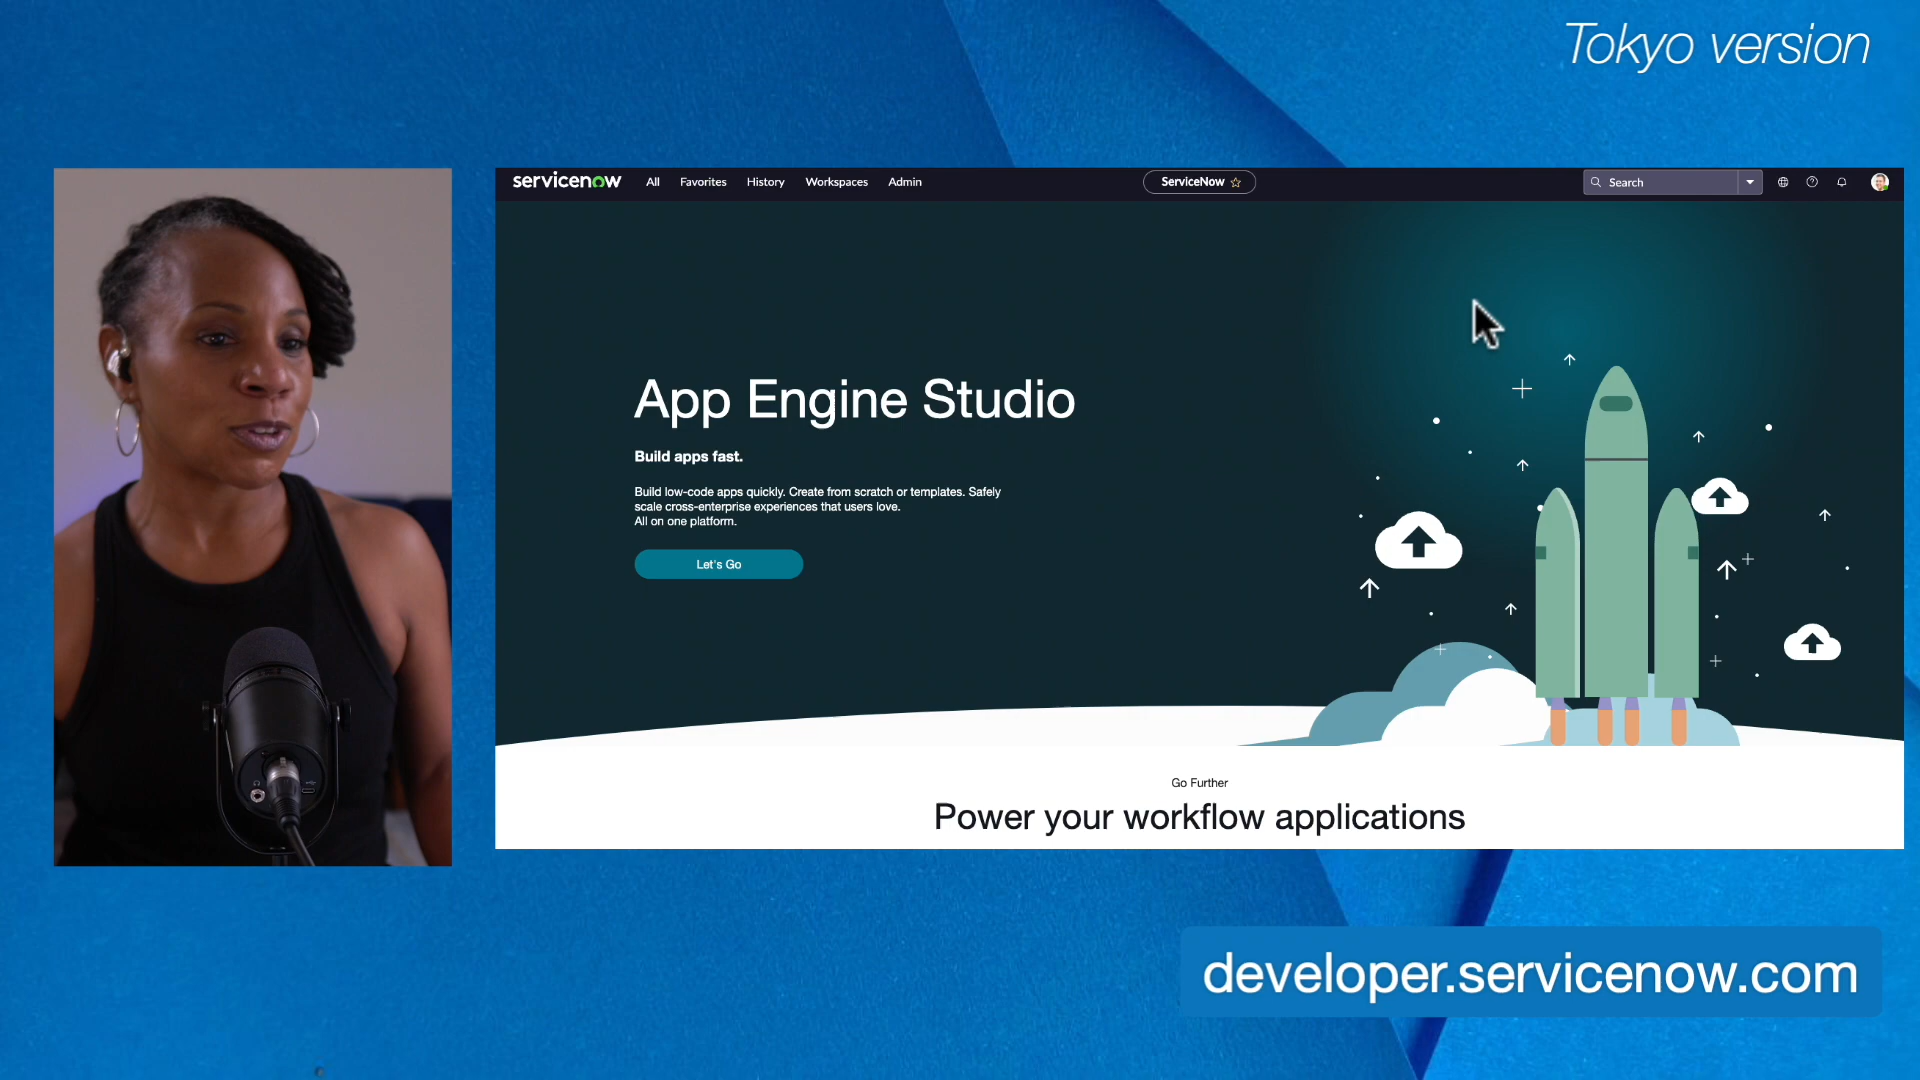 Tokyo version
servicenow All Favorites History Workspaces Admin ServiceNow Search
App Engine Studio
Build apps fast.
Build low-code apps quickly. Create from scratch or templates. Safely
scale cross-enterprise experiences that users love.
All on one platform.
Let's Go
Go Further
Power your workflow applications
developer.servicenow.com